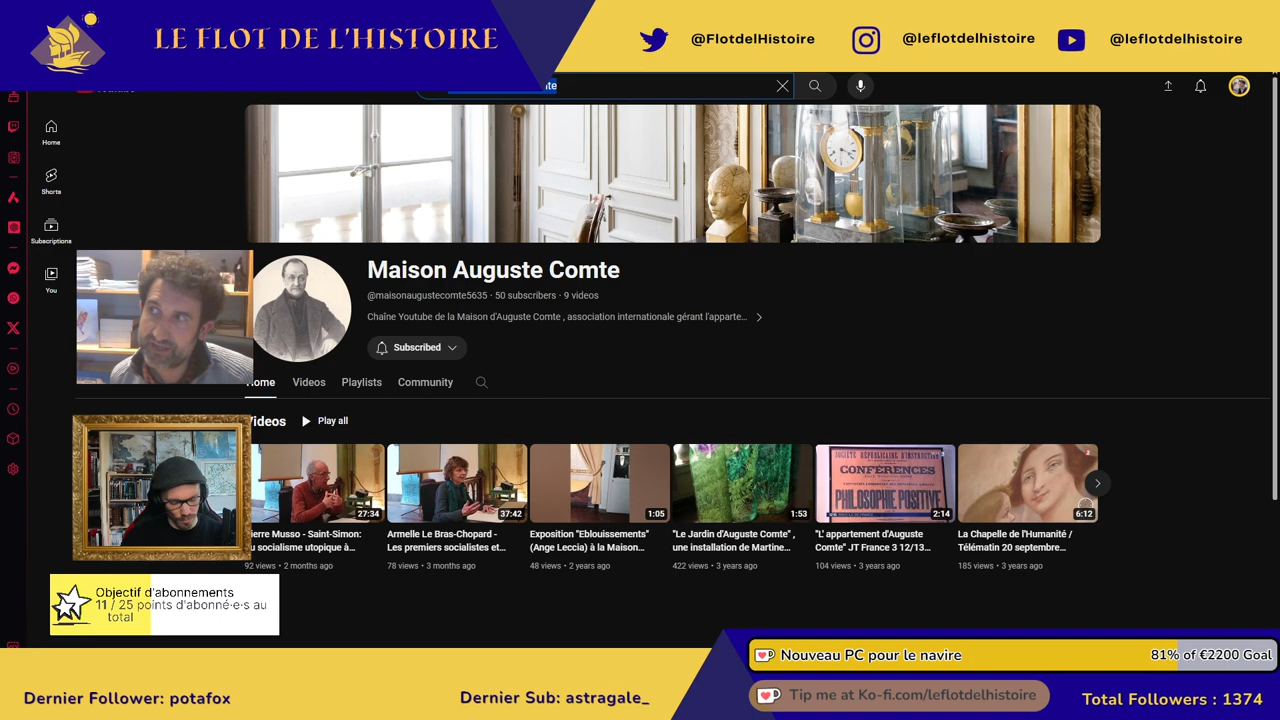 LE FLOT DE L'HISTOIRE
@FlotdelHistoire
@leflotdelhistoire
@leflotdelhistoire
Home
Shorts
Subscriptions
You
Maison Auguste Comte
@maisonaugustecomte5635 · 50 subscribers · 9 videos
Chaîne Youtube de la Maison d'Auguste Comte , association internationale gérant l'apparte...
Subscribed
Home Videos Playlists Community
Videos Play all
27:34
37:42
1:05
1:53
CONFÉRENCES
PHILOSOPHIE POSITIVE
2:14
6:12
ierre Musso - Saint-Simon:
u socialisme utopique à...
92 views • 2 months ago
Armelle Le Bras-Chopard -
Les premiers socialistes et...
78 views • 3 months ago
Exposition "Eblouissements"
(Ange Leccia) à la Maison...
48 views • 2 years ago
"Le Jardin d'Auguste Comte" ,
une installation de Martine...
422 views • 3 years ago
"L' appartement d'Auguste
Comte" JT France 3 12/13...
104 views • 3 years ago
La Chapelle de l'Humanité /
Télématin 20 septembre...
185 views • 3 years ago
Objectif d'abonnements
11 / 25 points d'abonné·e·s au
total
Nouveau PC pour le navire 81% of €2200 Goal
Tip me at Ko-fi.com/leflotdelhistoire
Dernier Follower: potafox
Dernier Sub: astragale_
Total Followers : 1374